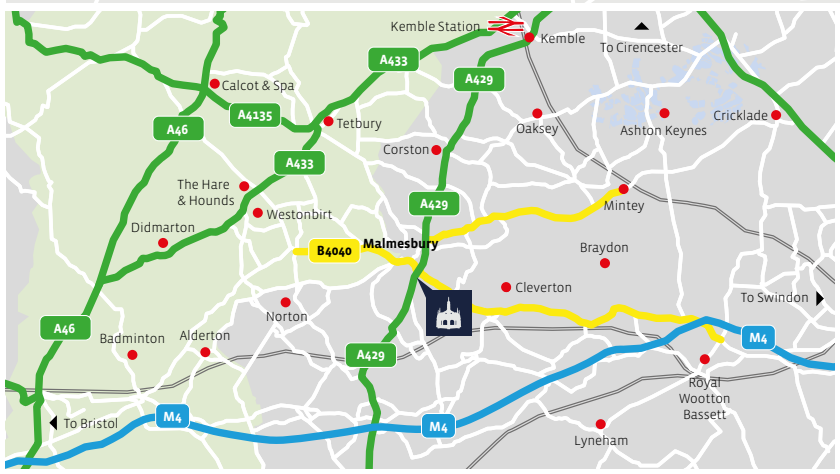 Kemble Station
Kemble
To Cirencester
A433
A429
Calcot & Spa
A4135
Tetbury
A46
Oaksey
Ashton Keynes
Cricklade
Corston
A433
The Hare
& Hounds
Westonbirt
A429
Mintey
Didmarton
B4040
Malmesbury
Braydon
Cleverton
To Swindon
Norton
A46
Badminton
Alderton
A429
M4
Royal
Wootton
Bassett
To Bristol
M4
M4
Lyneham